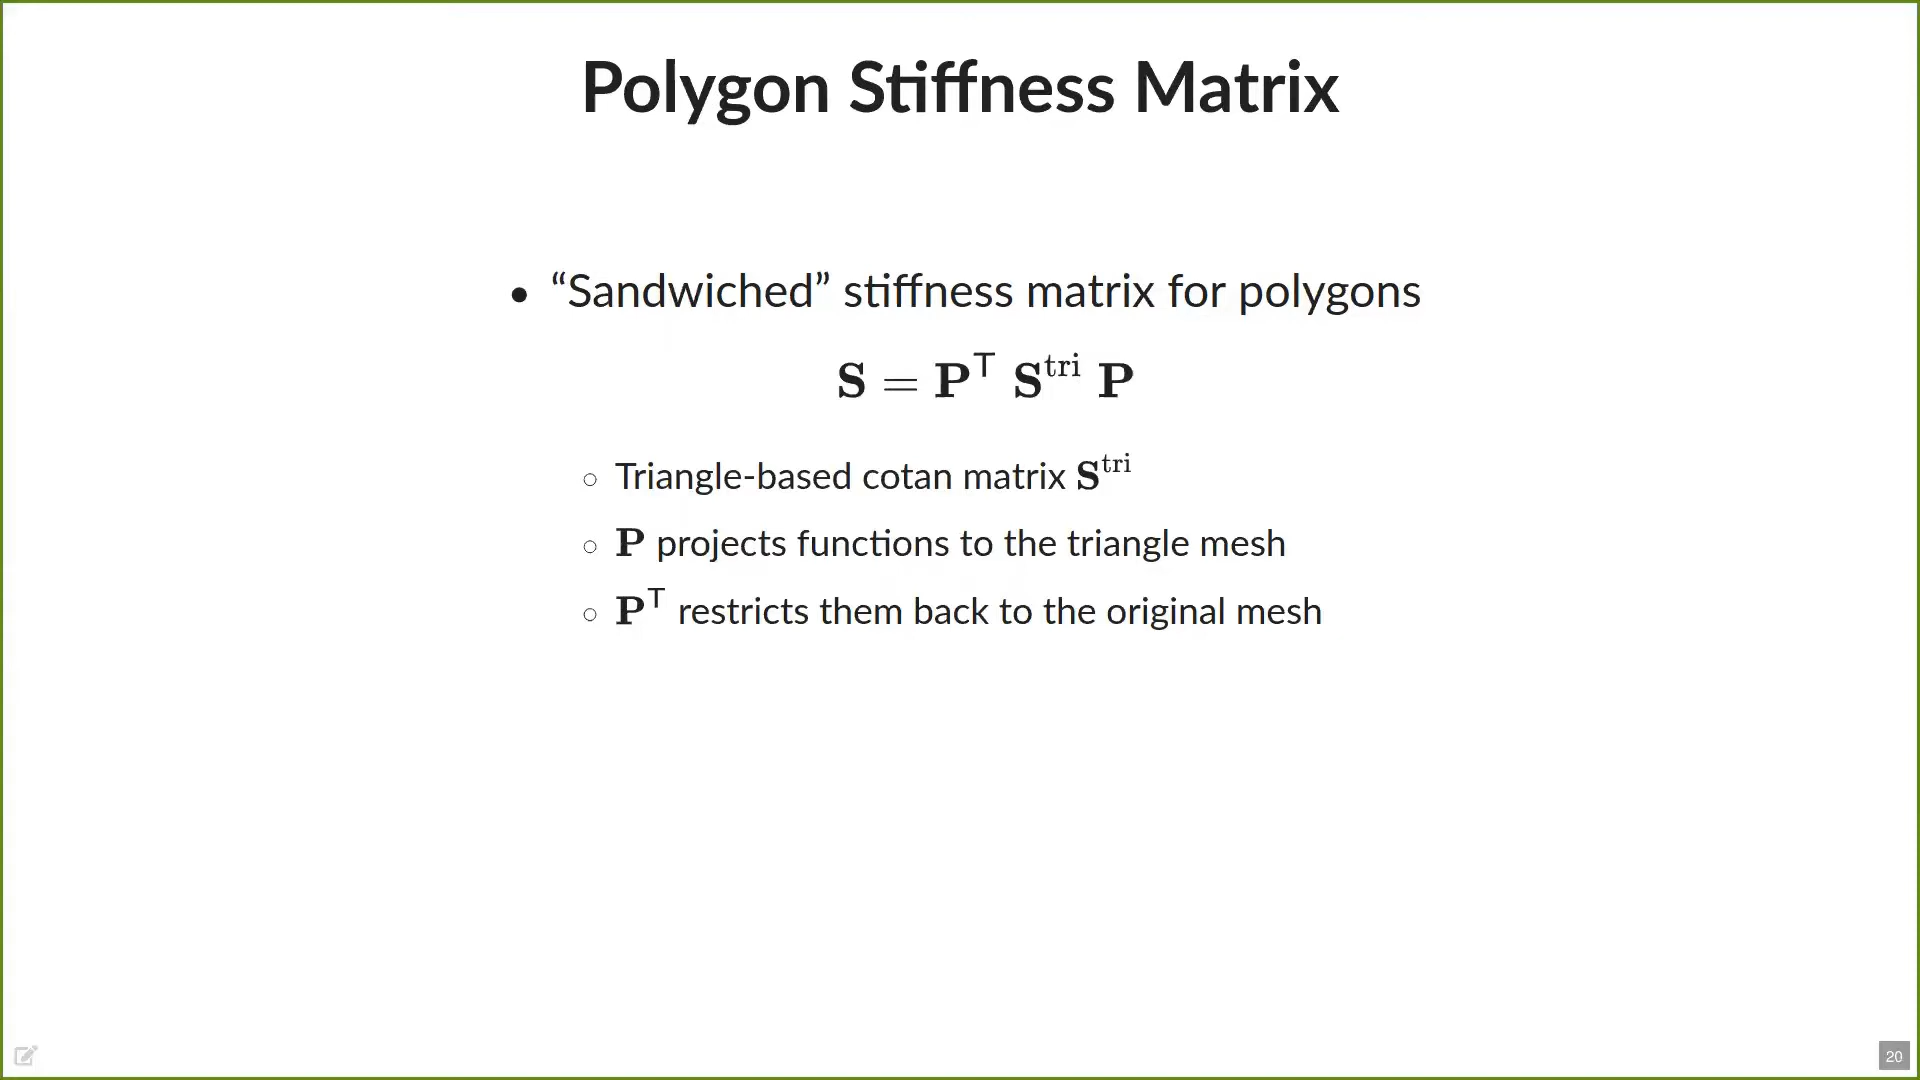 Polygon Stiffness Matrix
• “Sandwiched” stiffness matrix for polygons
𝐒 = 𝐏ᵀ 𝐒ᵗʳⁱ 𝐏
○ Triangle-based cotan matrix 𝐒ᵗʳⁱ
○ 𝐏 projects functions to the triangle mesh
○ 𝐏ᵀ restricts them back to the original mesh
20